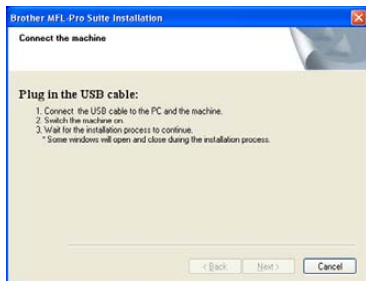 Brother MFL-Pro Suite Installation
Connect the machine
Plug in the USB cable:
1. Connect the USB cable to the PC and the machine.
2. Switch the machine on.
3. Wait for the installation process to continue.
* Some windows will open and close during the installation process.
< Back Next > Cancel